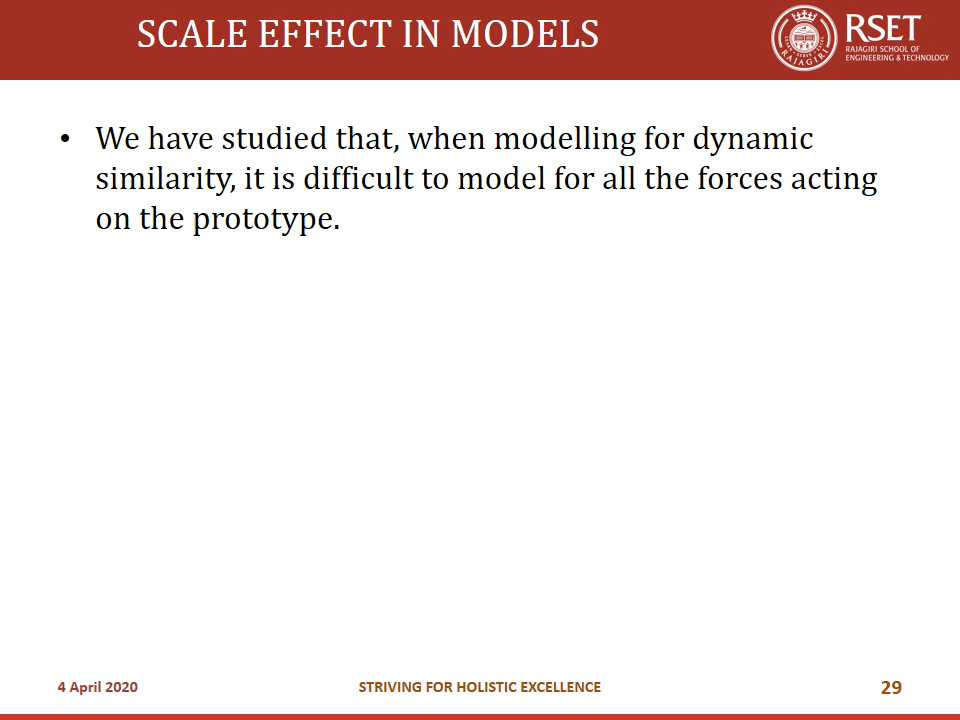 SCALE EFFECT IN MODELS
RSET
RAJAGIRI SCHOOL OF
ENGINEERING & TECHNOLOGY
RAJAGIRI
• We have studied that, when modelling for dynamic
similarity, it is difficult to model for all the forces acting
on the prototype.
4 April 2020
STRIVING FOR HOLISTIC EXCELLENCE
29